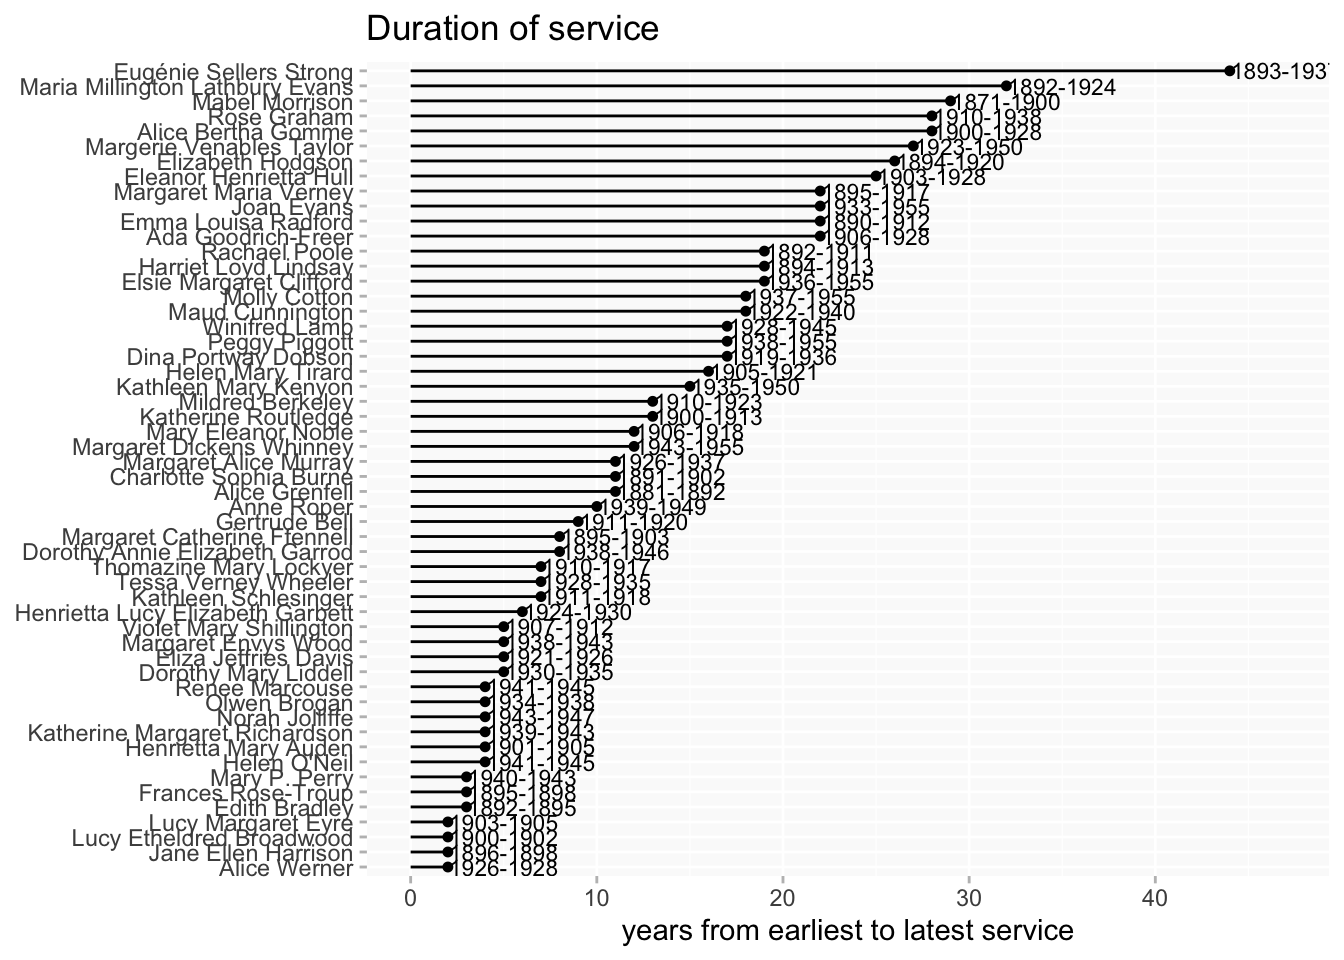 Duration of service
Eugénie Sellers Strong 1893-1937
Maria Millington Lathbury Evans 1892-1924
Mabel Morrison 1871-1900
Rose Graham 1910-1938
Alice Bertha Gomme 1900-1928
Margerie Venables Taylor 1923-1950
Elizabeth Hodgson 1894-1920
Eleanor Henrietta Hull 1903-1928
Margaret Maria Verney 1895-1917
Joan Evans 1933-1955
Emma Louisa Radford 1890-1912
Ada Goodrich-Freer 1906-1928
Rachael Poole 1892-1911
Harriet Loyd Lindsay 1894-1913
Elsie Margaret Clifford 1936-1955
Molly Cotton 1937-1955
Maud Cunnington 1922-1940
Winifred Lamb 1928-1945
Peggy Piggott 1938-1955
Dina Portway Dobson 1919-1936
Helen Mary Tirard 1905-1921
Kathleen Mary Kenyon 1935-1950
Mildred Berkeley 1910-1923
Katherine Routledge 1900-1913
Mary Eleanor Noble 1906-1918
Margaret Dickens Whinney 1943-1955
Margaret Alice Murray 1926-1937
Charlotte Sophia Burne 1891-1902
Alice Grenfell 1881-1892
Anne Roper 1939-1949
Gertrude Bell 1911-1920
Margaret Catherine Ffennell 1895-1903
Dorothy Annie Elizabeth Garrod 1938-1946
Thomazine Mary Lockyer 1910-1917
Tessa Verney Wheeler 1928-1935
Kathleen Schlesinger 1911-1918
Henrietta Lucy Elizabeth Garbett 1924-1930
Violet Mary Shillington 1907-1912
Margaret Envys Wood 1938-1943
Eliza Jeffries Davis 1921-1926
Dorothy Mary Liddell 1930-1935
Renee Marcouse 1941-1945
Olwen Brogan 1934-1938
Norah Jolliffe 1943-1947
Katherine Margaret Richardson 1939-1943
Henrietta Mary Auden 1901-1905
Helen O'Neil 1941-1945
Mary P. Perry 1940-1943
Frances Rose-Troup 1895-1898
Edith Bradley 1892-1895
Lucy Margaret Eyre 1903-1905
Lucy Etheldred Broadwood 1900-1902
Jane Ellen Harrison 1896-1898
Alice Werner 1926-1928
0 10 20 30 40
years from earliest to latest service